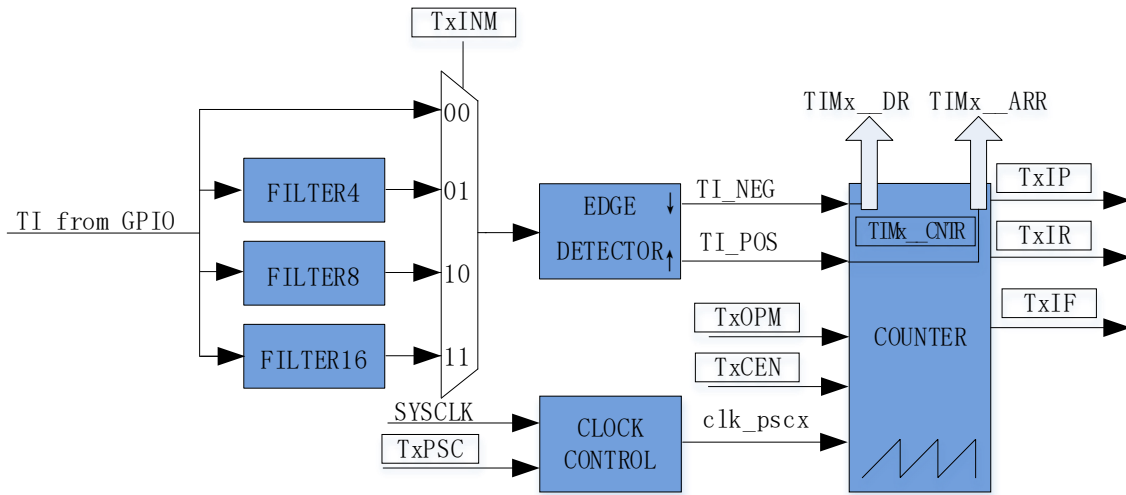 TxINM
TIMx__DR
TIMx__ARR
00
FILTER4
01
TI from GPIO
FILTER8
10
FILTER16
11
EDGE
DETECTOR
TI_NEG
TI_POS
TIMx__CNTR
TxIP
TxIR
TxIF
TxOPM
TxCEN
COUNTER
SYSCLK
TxPSC
CLOCK
CONTROL
clk_pscx